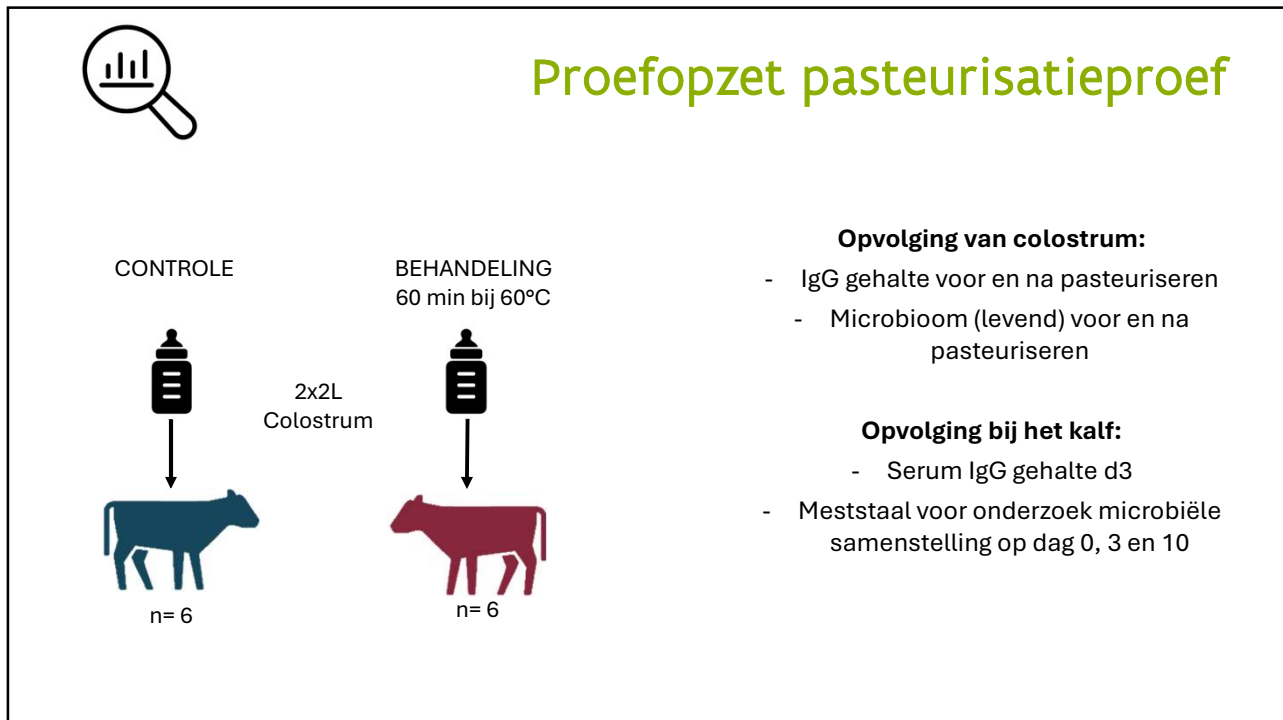 Proefopzet pasteurisatieproef
CONTROLE
BEHANDELING
60 min bij 60°C
2x2L
Colostrum
n= 6
n= 6
Opvolging van colostrum:
- IgG gehalte voor en na pasteuriseren
- Microbioom (levend) voor en na
pasteuriseren
Opvolging bij het kalf:
- Serum IgG gehalte d3
- Meststaal voor onderzoek microbiële
samenstelling op dag 0, 3 en 10